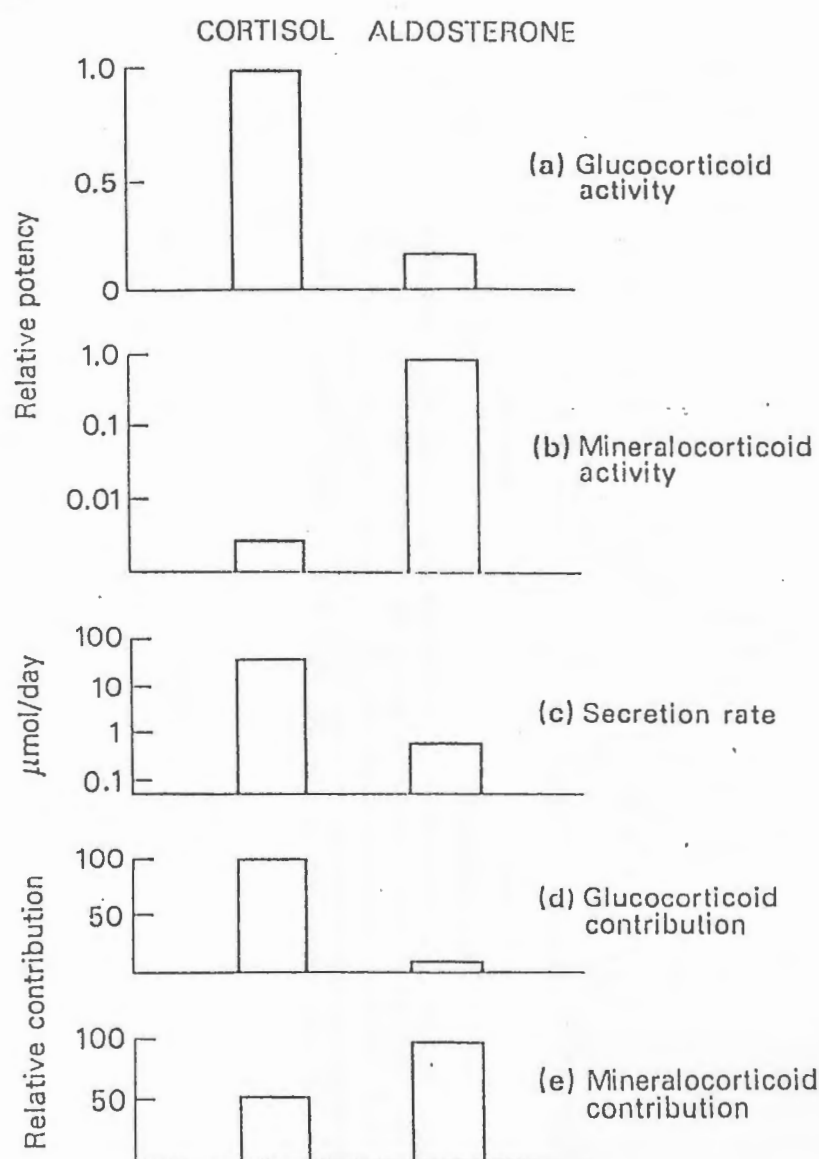 CORTISOL ALDOSTERONE
Relative potency
1.0
0.5
0
(a) Glucocorticoid
activity
1.0
0.1
0.01
(b) Mineralocorticoid
activity
μmol/day
100
10
1
0.1
(c) Secretion rate
Relative contribution
100
50
(d) Glucocorticoid
contribution
100
50
(e) Mineralocorticoid
contribution